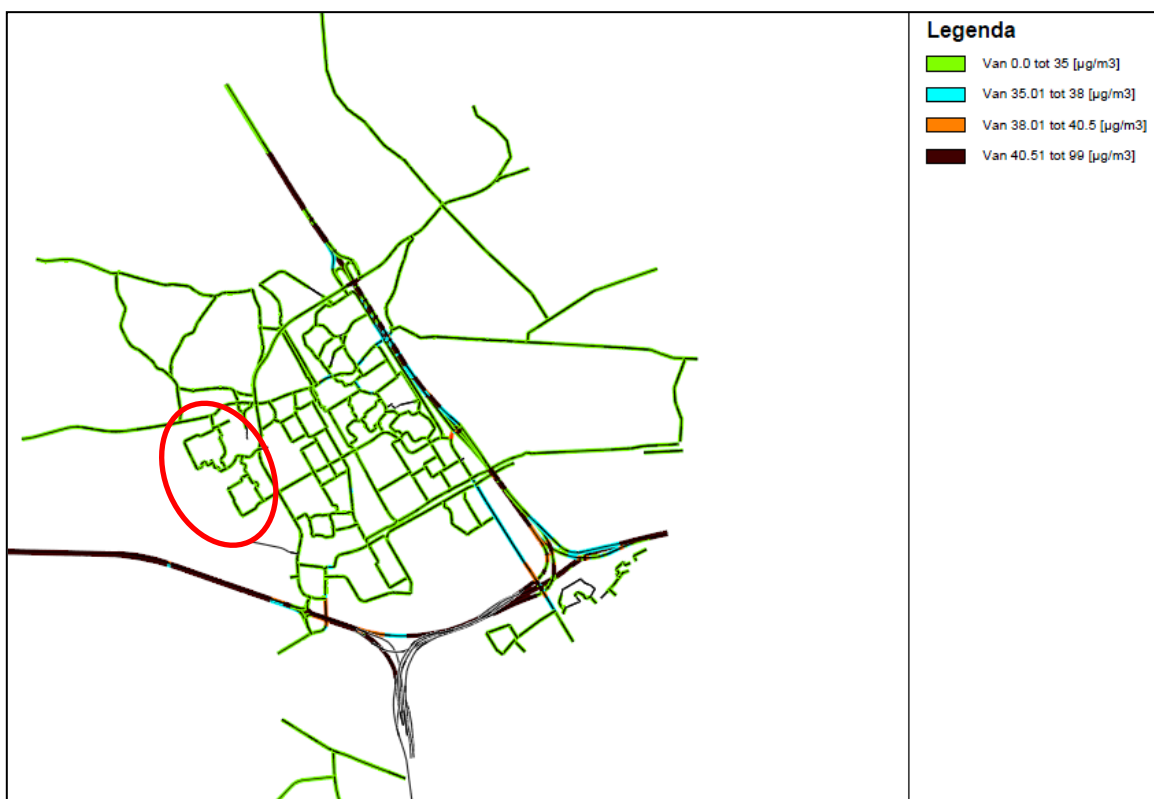 Legenda
Van 0.0 tot 35 [µg/m3]
Van 35.01 tot 38 [µg/m3]
Van 38.01 tot 40.5 [µg/m3]
Van 40.51 tot 99 [µg/m3]